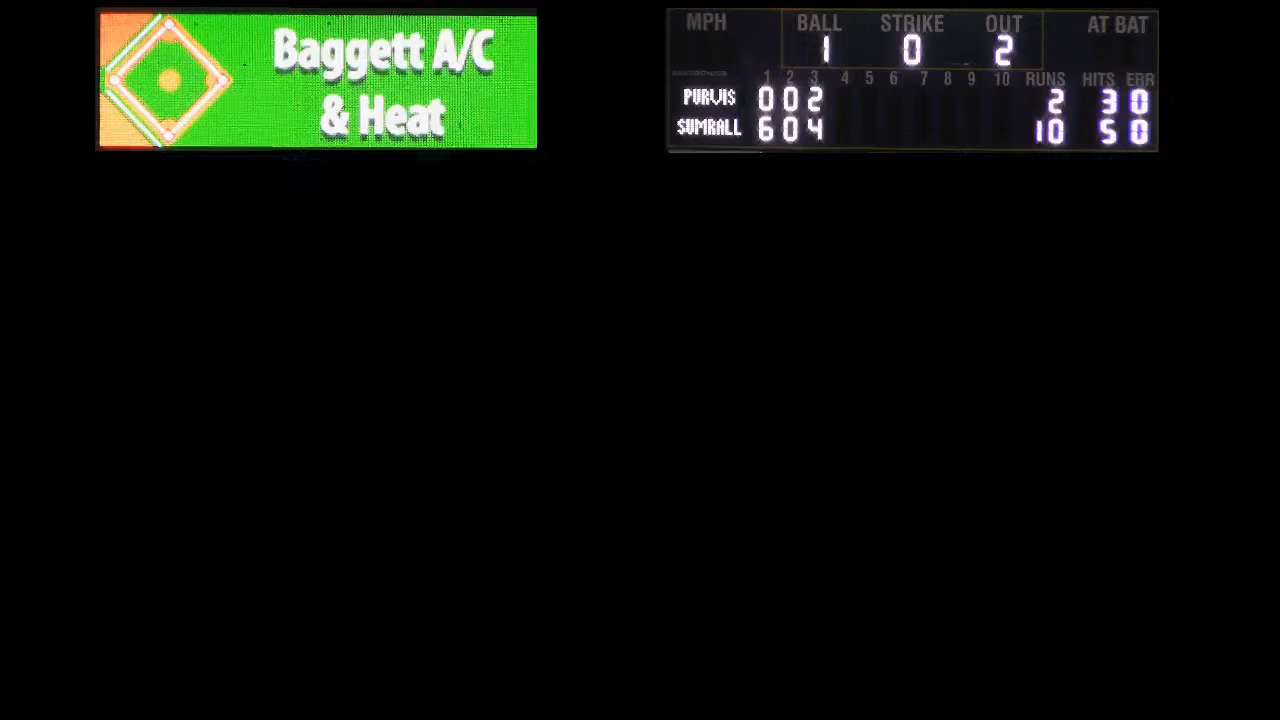 Baggett A/C
& Heat
MPH BALL STRIKE OUT AT BAT
1 0 2
1 2 3 4 5 6 7 8 9 10 RUNS HITS ERR
PURVIS 0 0 2 2 3 0
SUMRALL 6 0 4 10 5 0